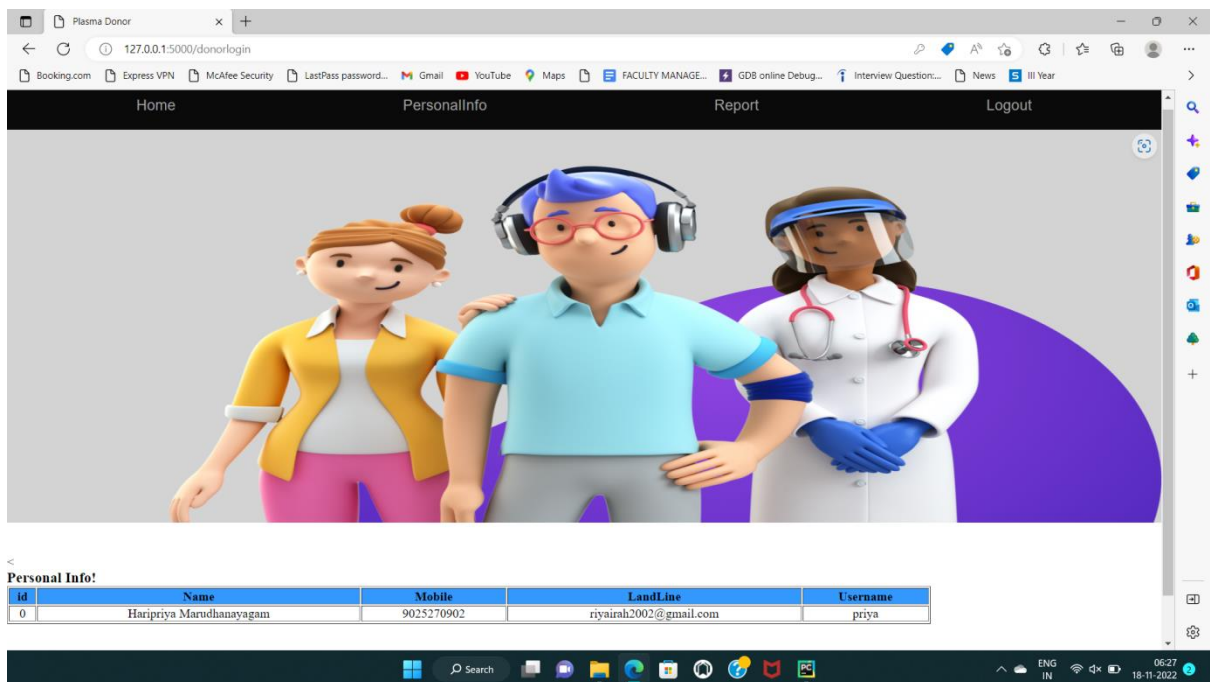 Plasma Donor
127.0.0.1:5000/donorlogin
Booking.com Express VPN McAfee Security LastPass password... Gmail YouTube Maps FACULTY MANAGE... GDB online Debug... Interview Question:... News III Year
Home PersonalInfo Report Logout
<
Personal Info!
id Name Mobile LandLine Username
0 Haripriya Marudhanayagam 9025270902 riyairah2002@gmail.com priya
Search ENG IN 06:27 18-11-2022 2